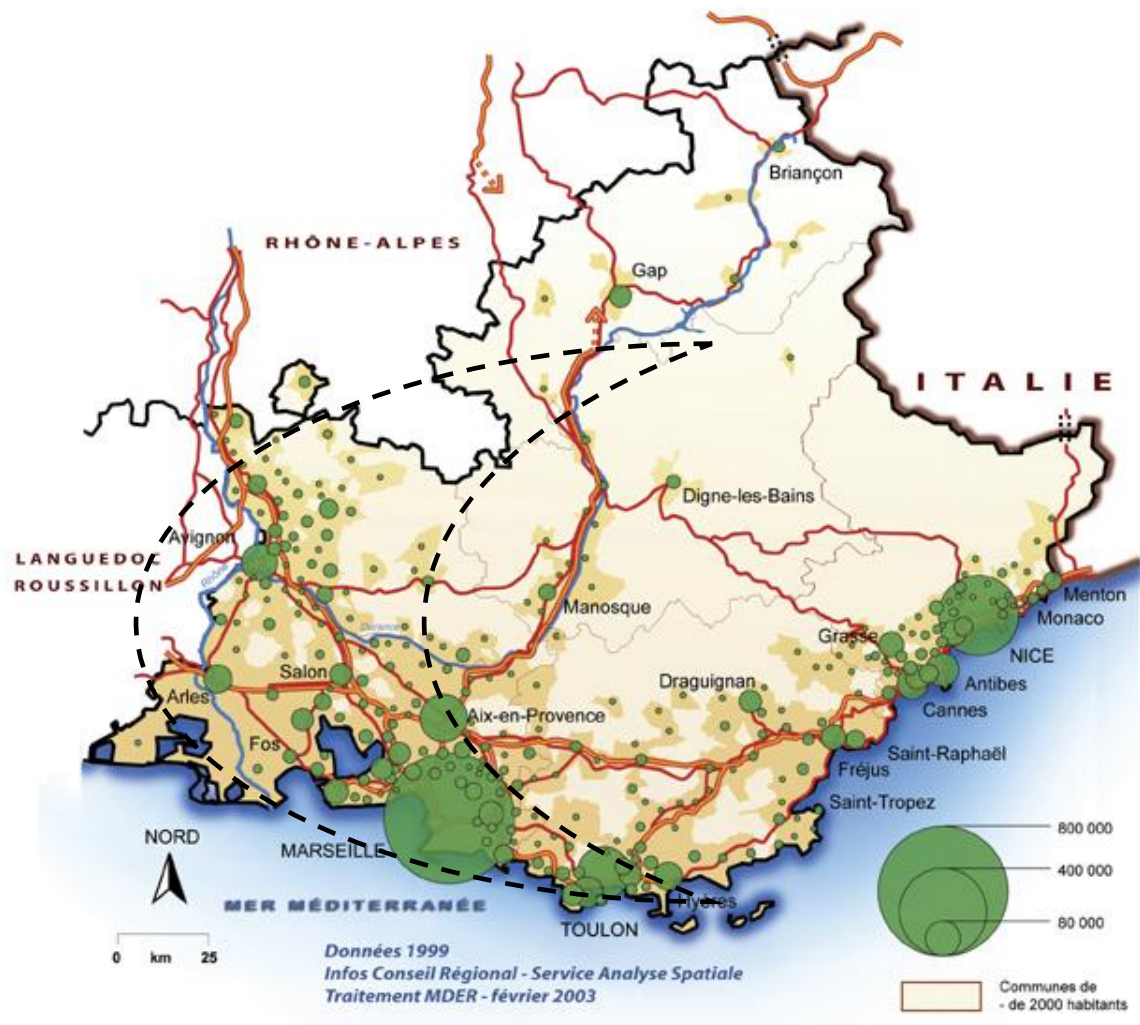 Briançon
RHÔNE-ALPES
Gap
ITALIE
Digne-les-Bains
Avignon
LANGUEDOC
ROUSSILLON
Rhône
Manosque
Durance
Menton
Monaco
Grasse
NICE
Salon
Draguignan
Antibes
Arles
Aix-en-Provence
Cannes
Fos
Saint-Raphaël
Fréjus
Saint-Tropez
NORD
MARSEILLE
800 000
400 000
80 000
MER MÉDITERRANÉE
Hyères
TOULON
0 km 25
Données 1999
Infos Conseil Régional - Service Analyse Spatiale
Traitement MDER - février 2003
Communes de
- de 2000 habitants